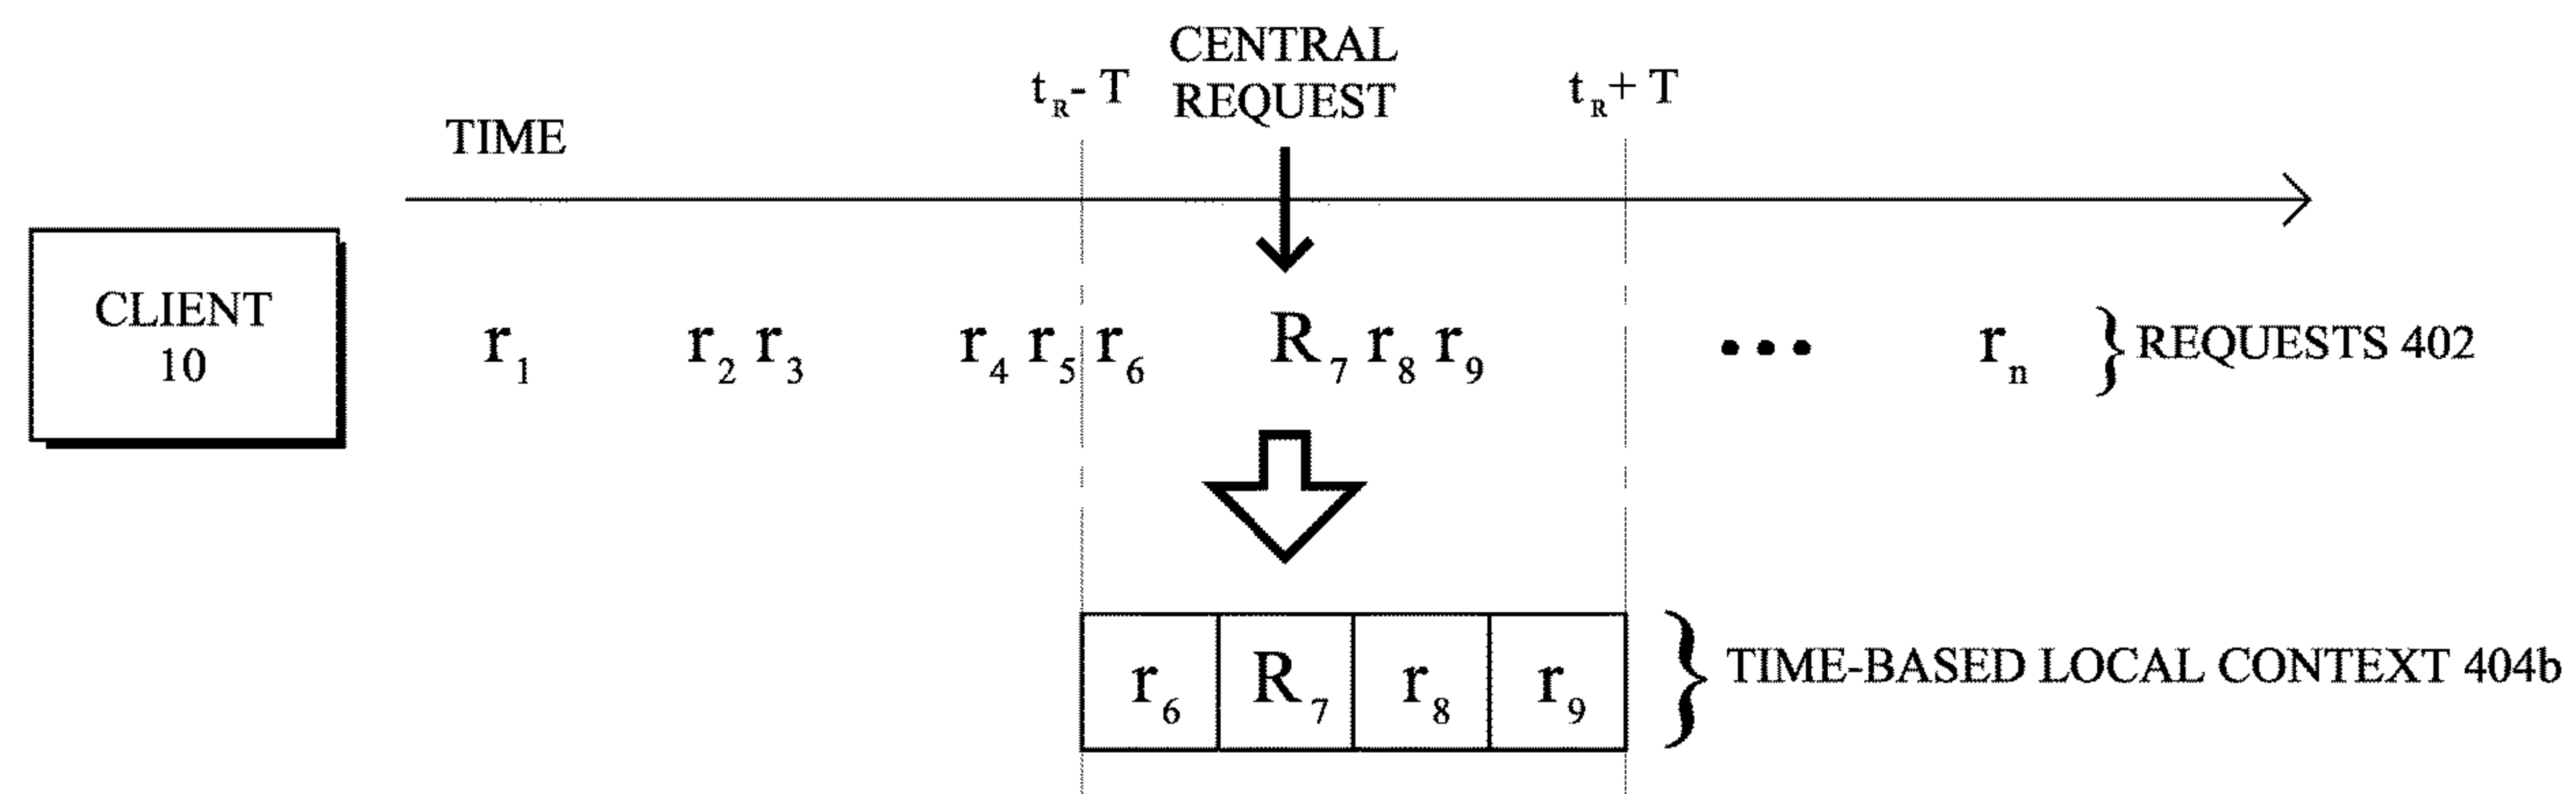 CENTRAL
REQUEST
t_R - T
t_R + T
TIME
CLIENT
10
r_1 r_2 r_3 r_4 r_5 r_6 R_7 r_8 r_9 ••• r_n } REQUESTS 402
r_6 R_7 r_8 r_9 } TIME-BASED LOCAL CONTEXT 404b